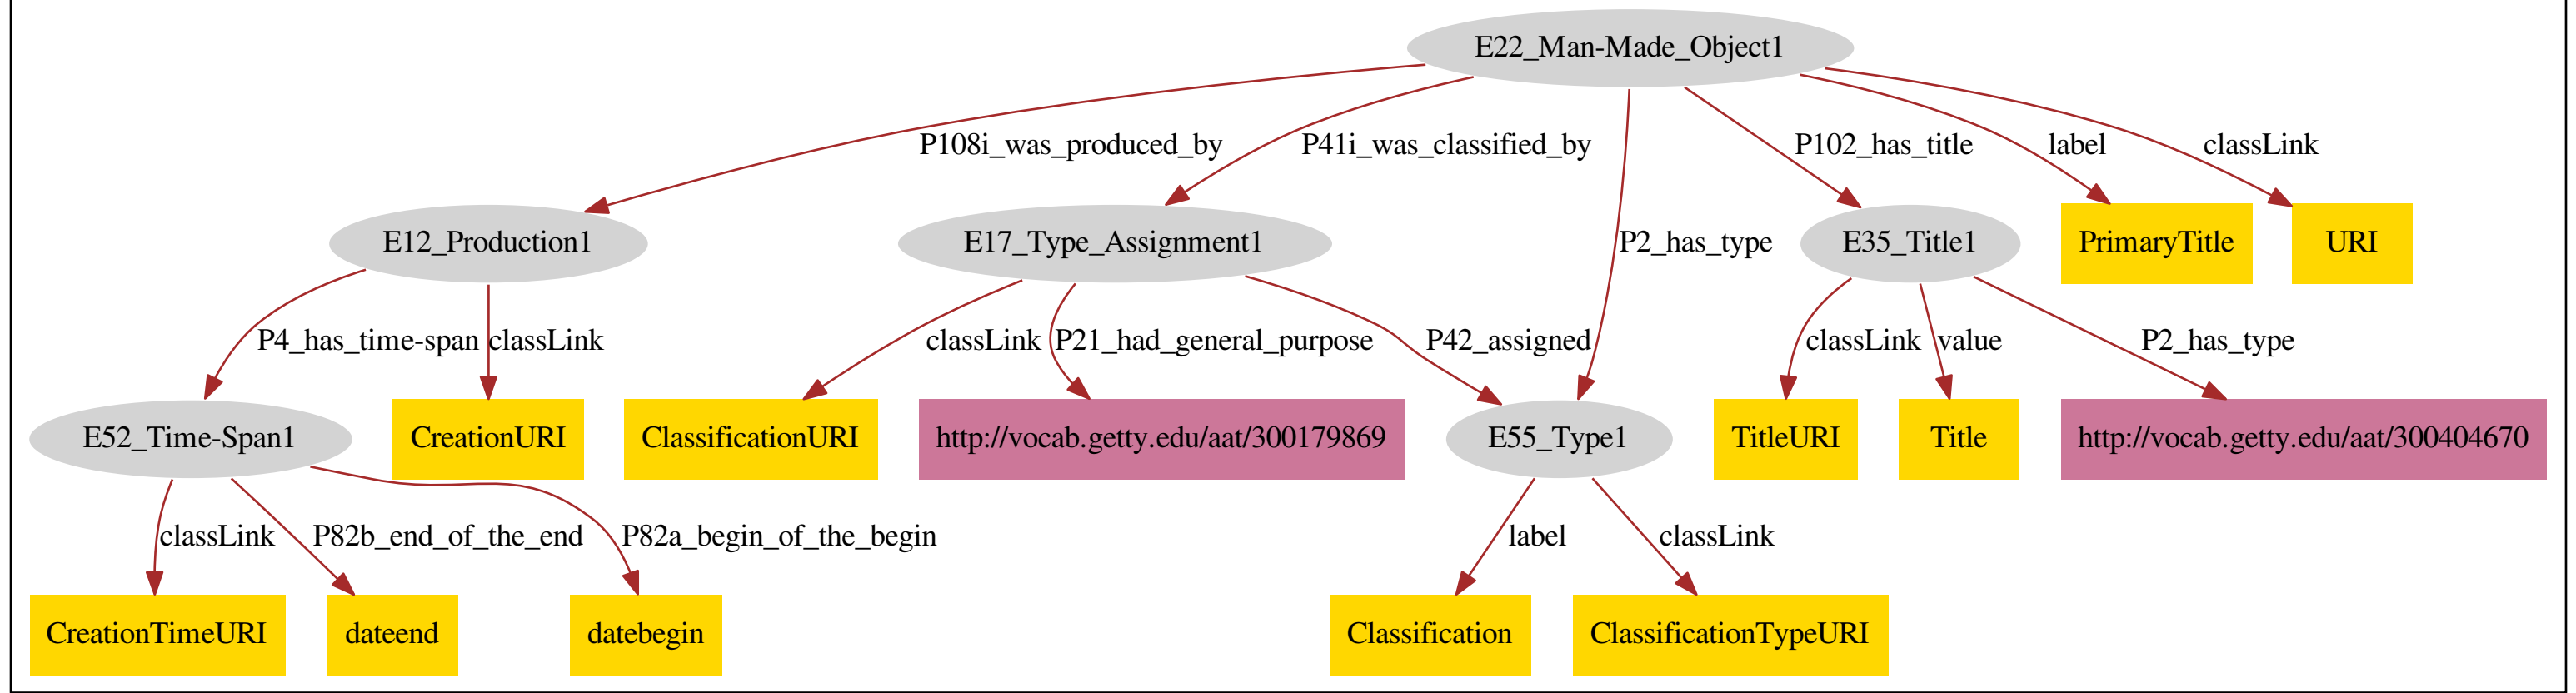 E22_Man-Made_Object1
P108i_was_produced_by
P41i_was_classified_by
P102_has_title
label
classLink
E12_Production1
E17_Type_Assignment1
P2_has_type
E35_Title1
PrimaryTitle
URI
P4_has_time-span
classLink
classLink
P21_had_general_purpose
P42_assigned
classLink
value
P2_has_type
E52_Time-Span1
CreationURI
ClassificationURI
http://vocab.getty.edu/aat/300179869
E55_Type1
TitleURI
Title
http://vocab.getty.edu/aat/300404670
classLink
P82b_end_of_the_end
P82a_begin_of_the_begin
label
classLink
CreationTimeURI
dateend
datebegin
Classification
ClassificationTypeURI